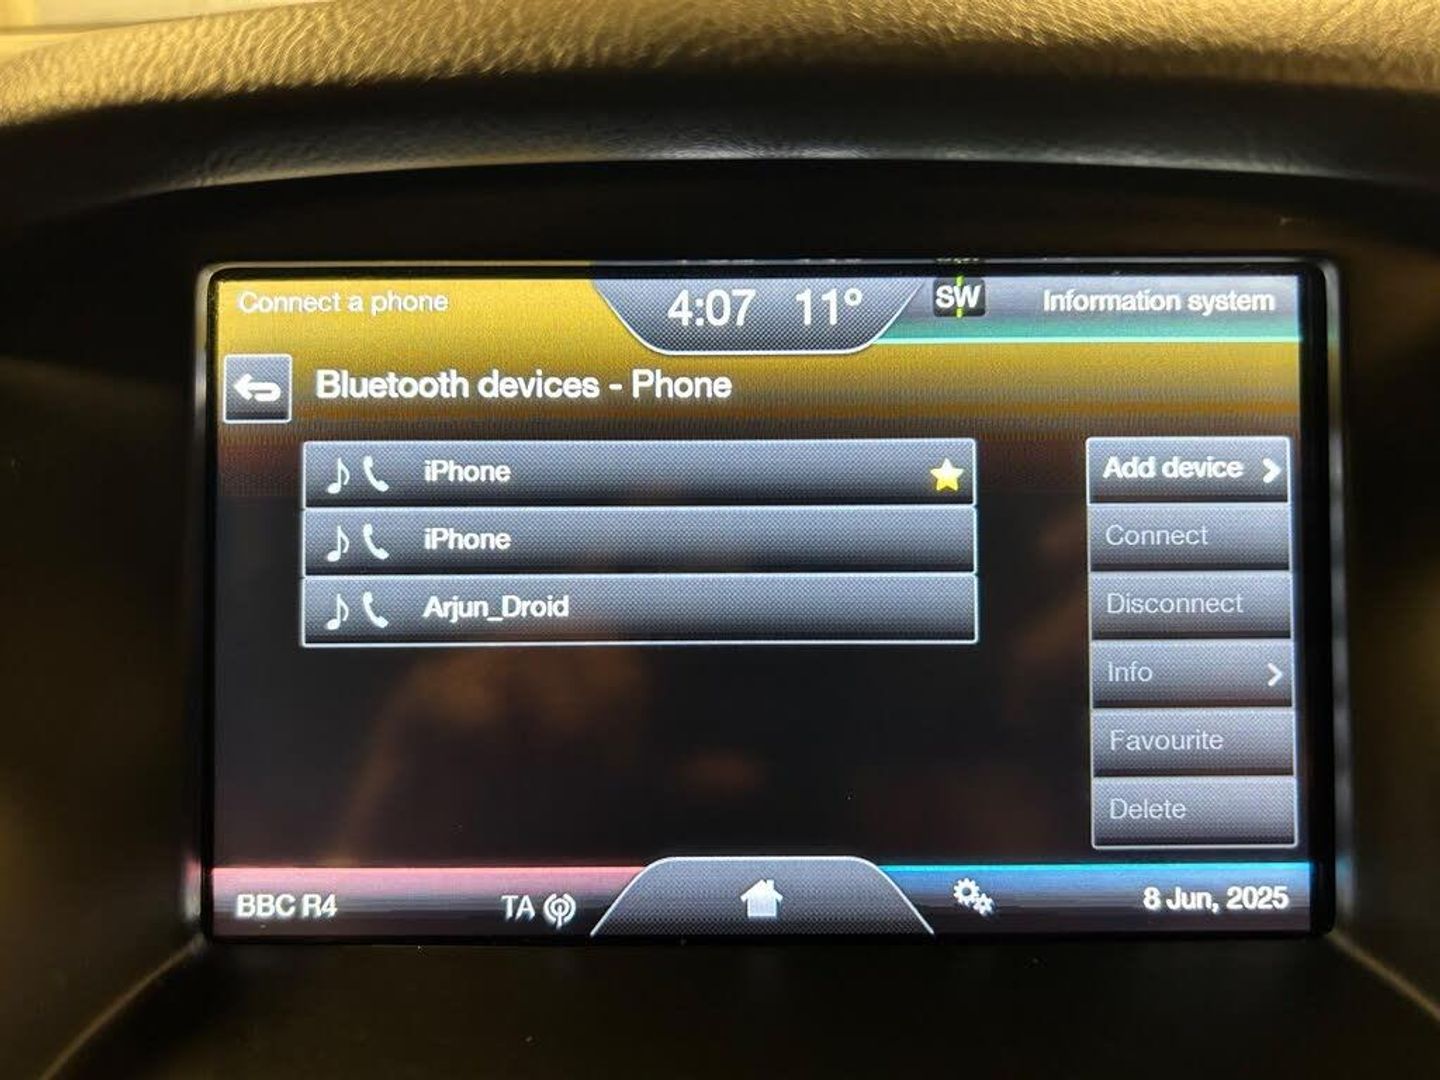 Connect a phone
4:07 11°
SW
Information system
Bluetooth devices - Phone
iPhone
iPhone
Arjun_Droid
Add device
Connect
Disconnect
Info
Favourite
Delete
BBC R4
TA
8 Jun, 2025